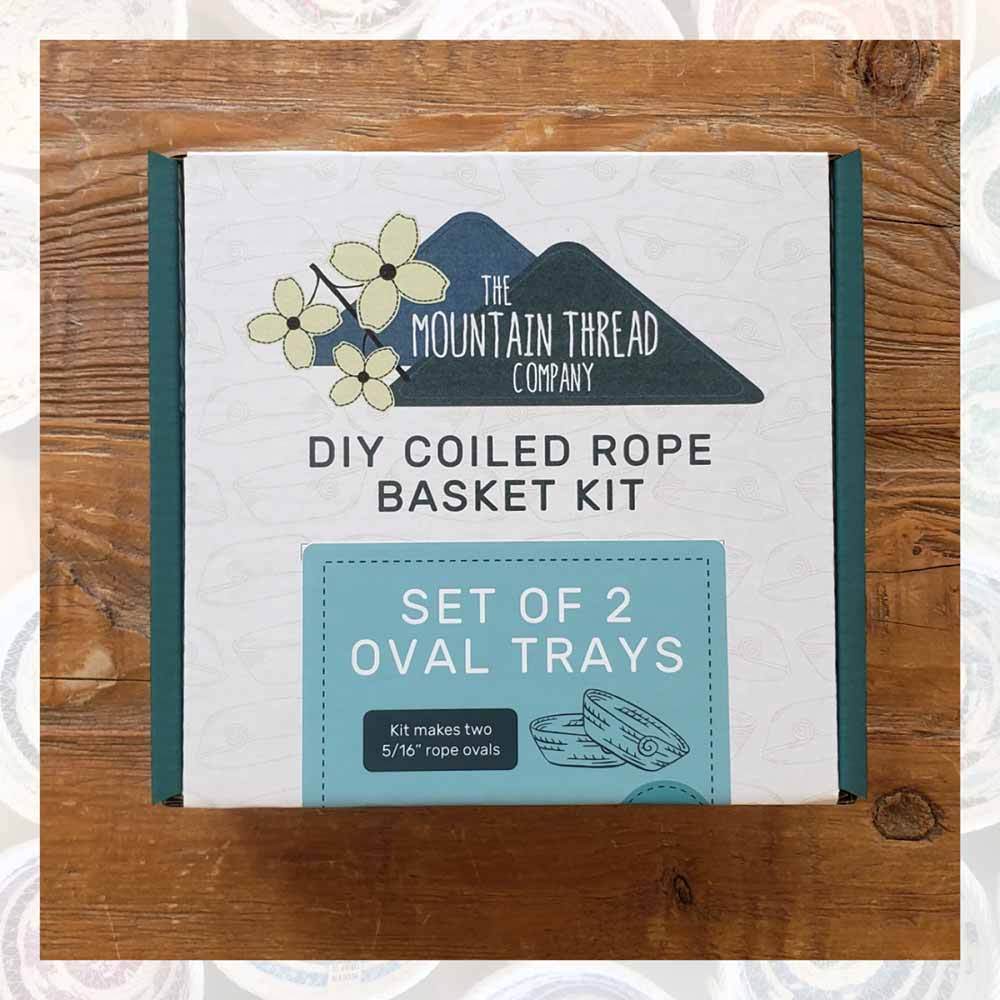 THE
MOUNTAIN THREAD
COMPANY
DIY COILED ROPE
BASKET KIT
SET OF 2
OVAL TRAYS
Kit makes two
5/16" rope ovals